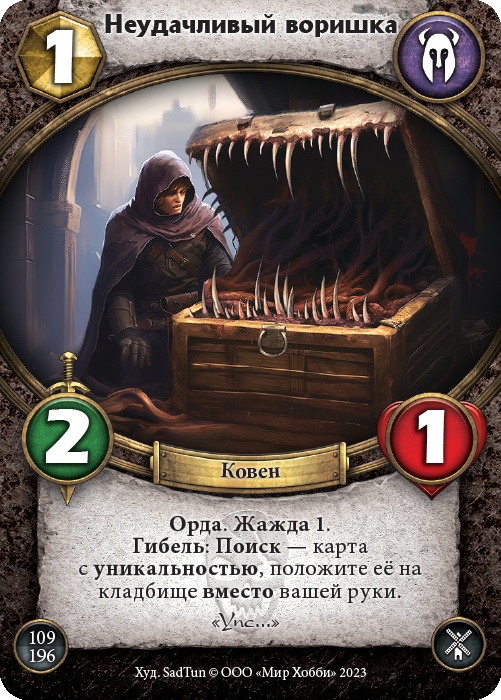 1
Неудачливый воришка
2
1
Ковен
Орда. Жажда 1.
Гибель: Поиск — карта
с уникальностью, положите её на
кладбище вместо вашей руки.
«Упс...»
109
196
Худ. SadTun © ООО «Мир Хобби» 2023